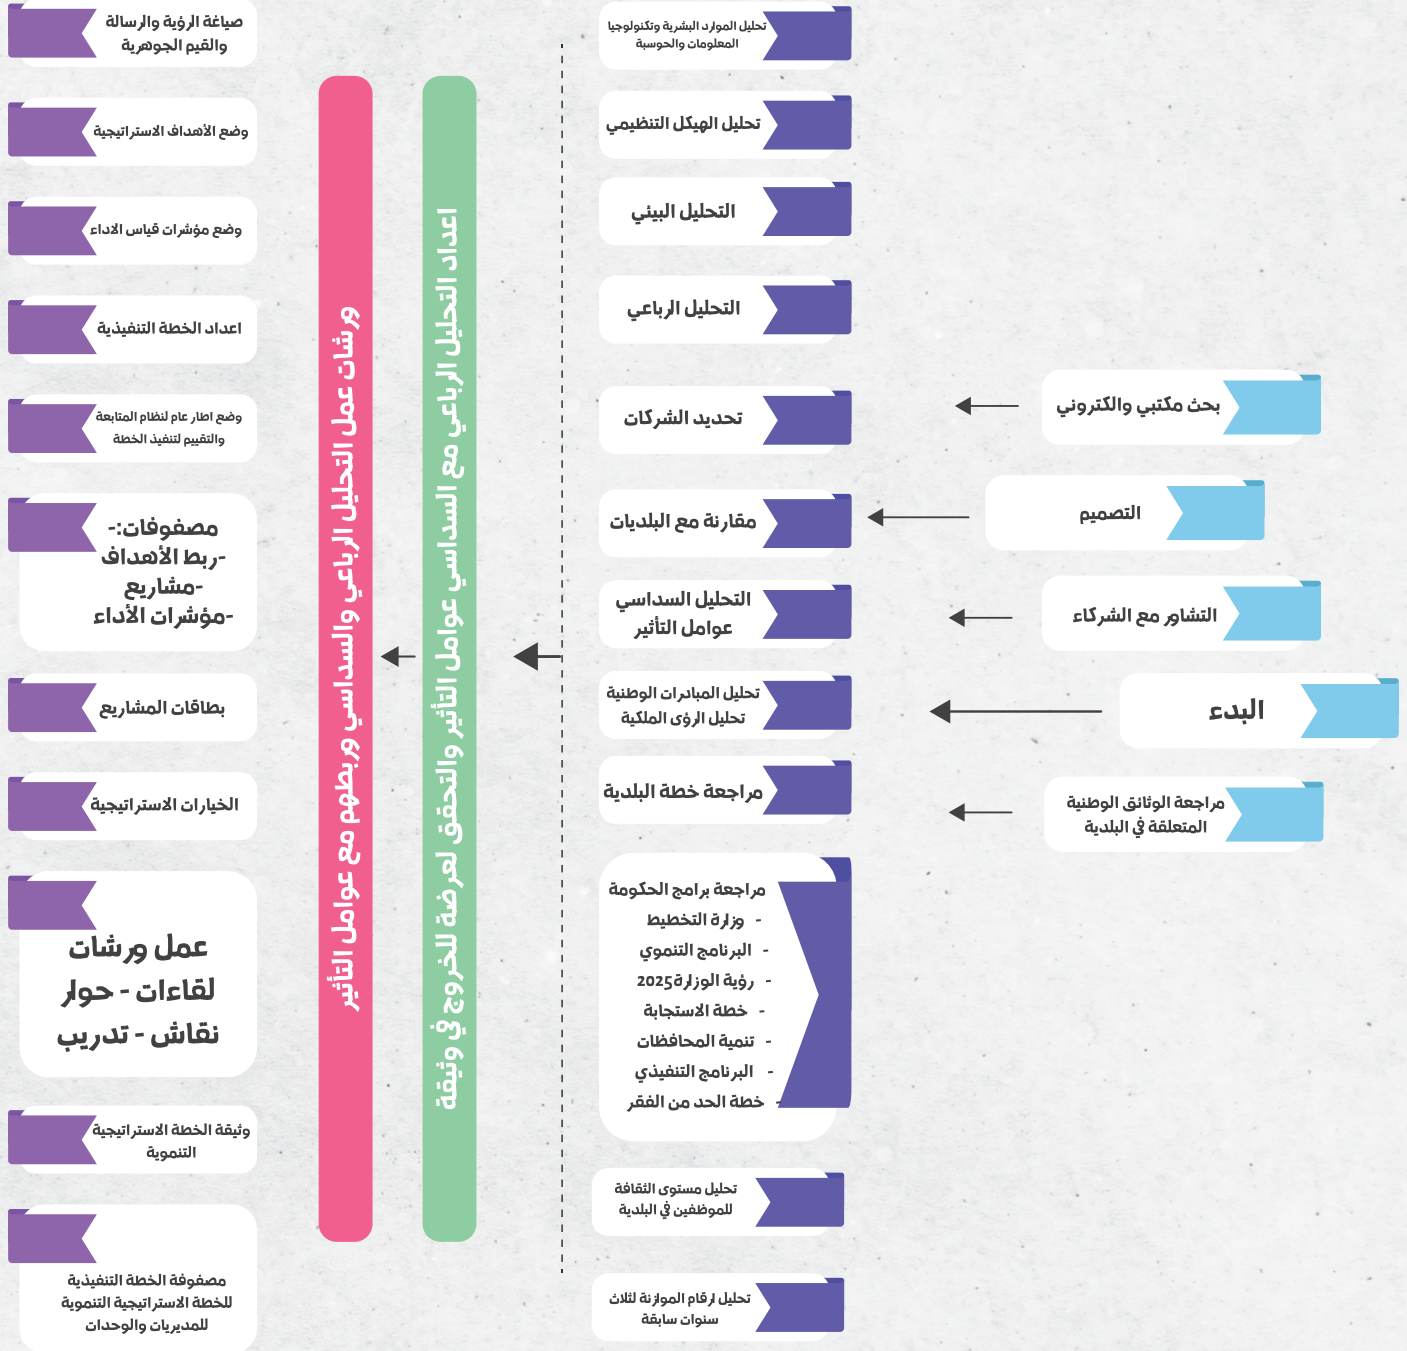 بحث مكتبي والكتروني
التصميم
التشاور مع الشركاء
البدء
مراجعة الوثائق الوطنية
المتعلقة في البلدية
تحليل الموارد البشرية وتكنولوجيا
المعلومات والحوسبة
تحليل الهيكل التنظيمي
التحليل البيئي
التحليل الرباعي
تحديد الشركات
مقارنة مع البلديات
التحليل السداسي
عوامل التأثير
تحليل المبادرات الوطنية
تحليل الرؤى الملكية
مراجعة خطة البلدية
مراجعة برامج الحكومة
- وزارة التخطيط
- البرنامج التنموي
- رؤية الوزارة2025
- خطة الاستجابة
- تنمية المحافظات
- البرنامج التنفيذي
- خطة الحد من الفقر
تحليل مستوى الثقافة
للموظفين في البلدية
تحليل ارقام الموازنة لثلاث
سنوات سابقة
اعداد التحليل الرباعي مع السداسي عوامل التأثير والتحقق لعرضة للخروج في وثيقة
ورشات عمل التحليل الرباعي والسداسي وربطهم مع عوامل التأثير
صياغة الرؤية والرسالة
والقيم الجوهرية
وضع الأهداف الاستراتيجية
وضع مؤشرات قياس الاداء
اعداد الخطة التنفيذية
وضع اطار عام لنظام المتابعة
والتقييم لتنفيذ الخطة
مصفوفات:-
-ربط الأهداف
-مشاريع
-مؤشرات الأداء
بطاقات المشاريع
الخيارات الاستراتيجية
عمل ورشات
لقاءات - حوار
نقاش - تدريب
وثيقة الخطة الاستراتيجية
التنموية
مصفوفة الخطة التنفيذية
للخطة الاستراتيجية التنموية
للمديريات والوحدات